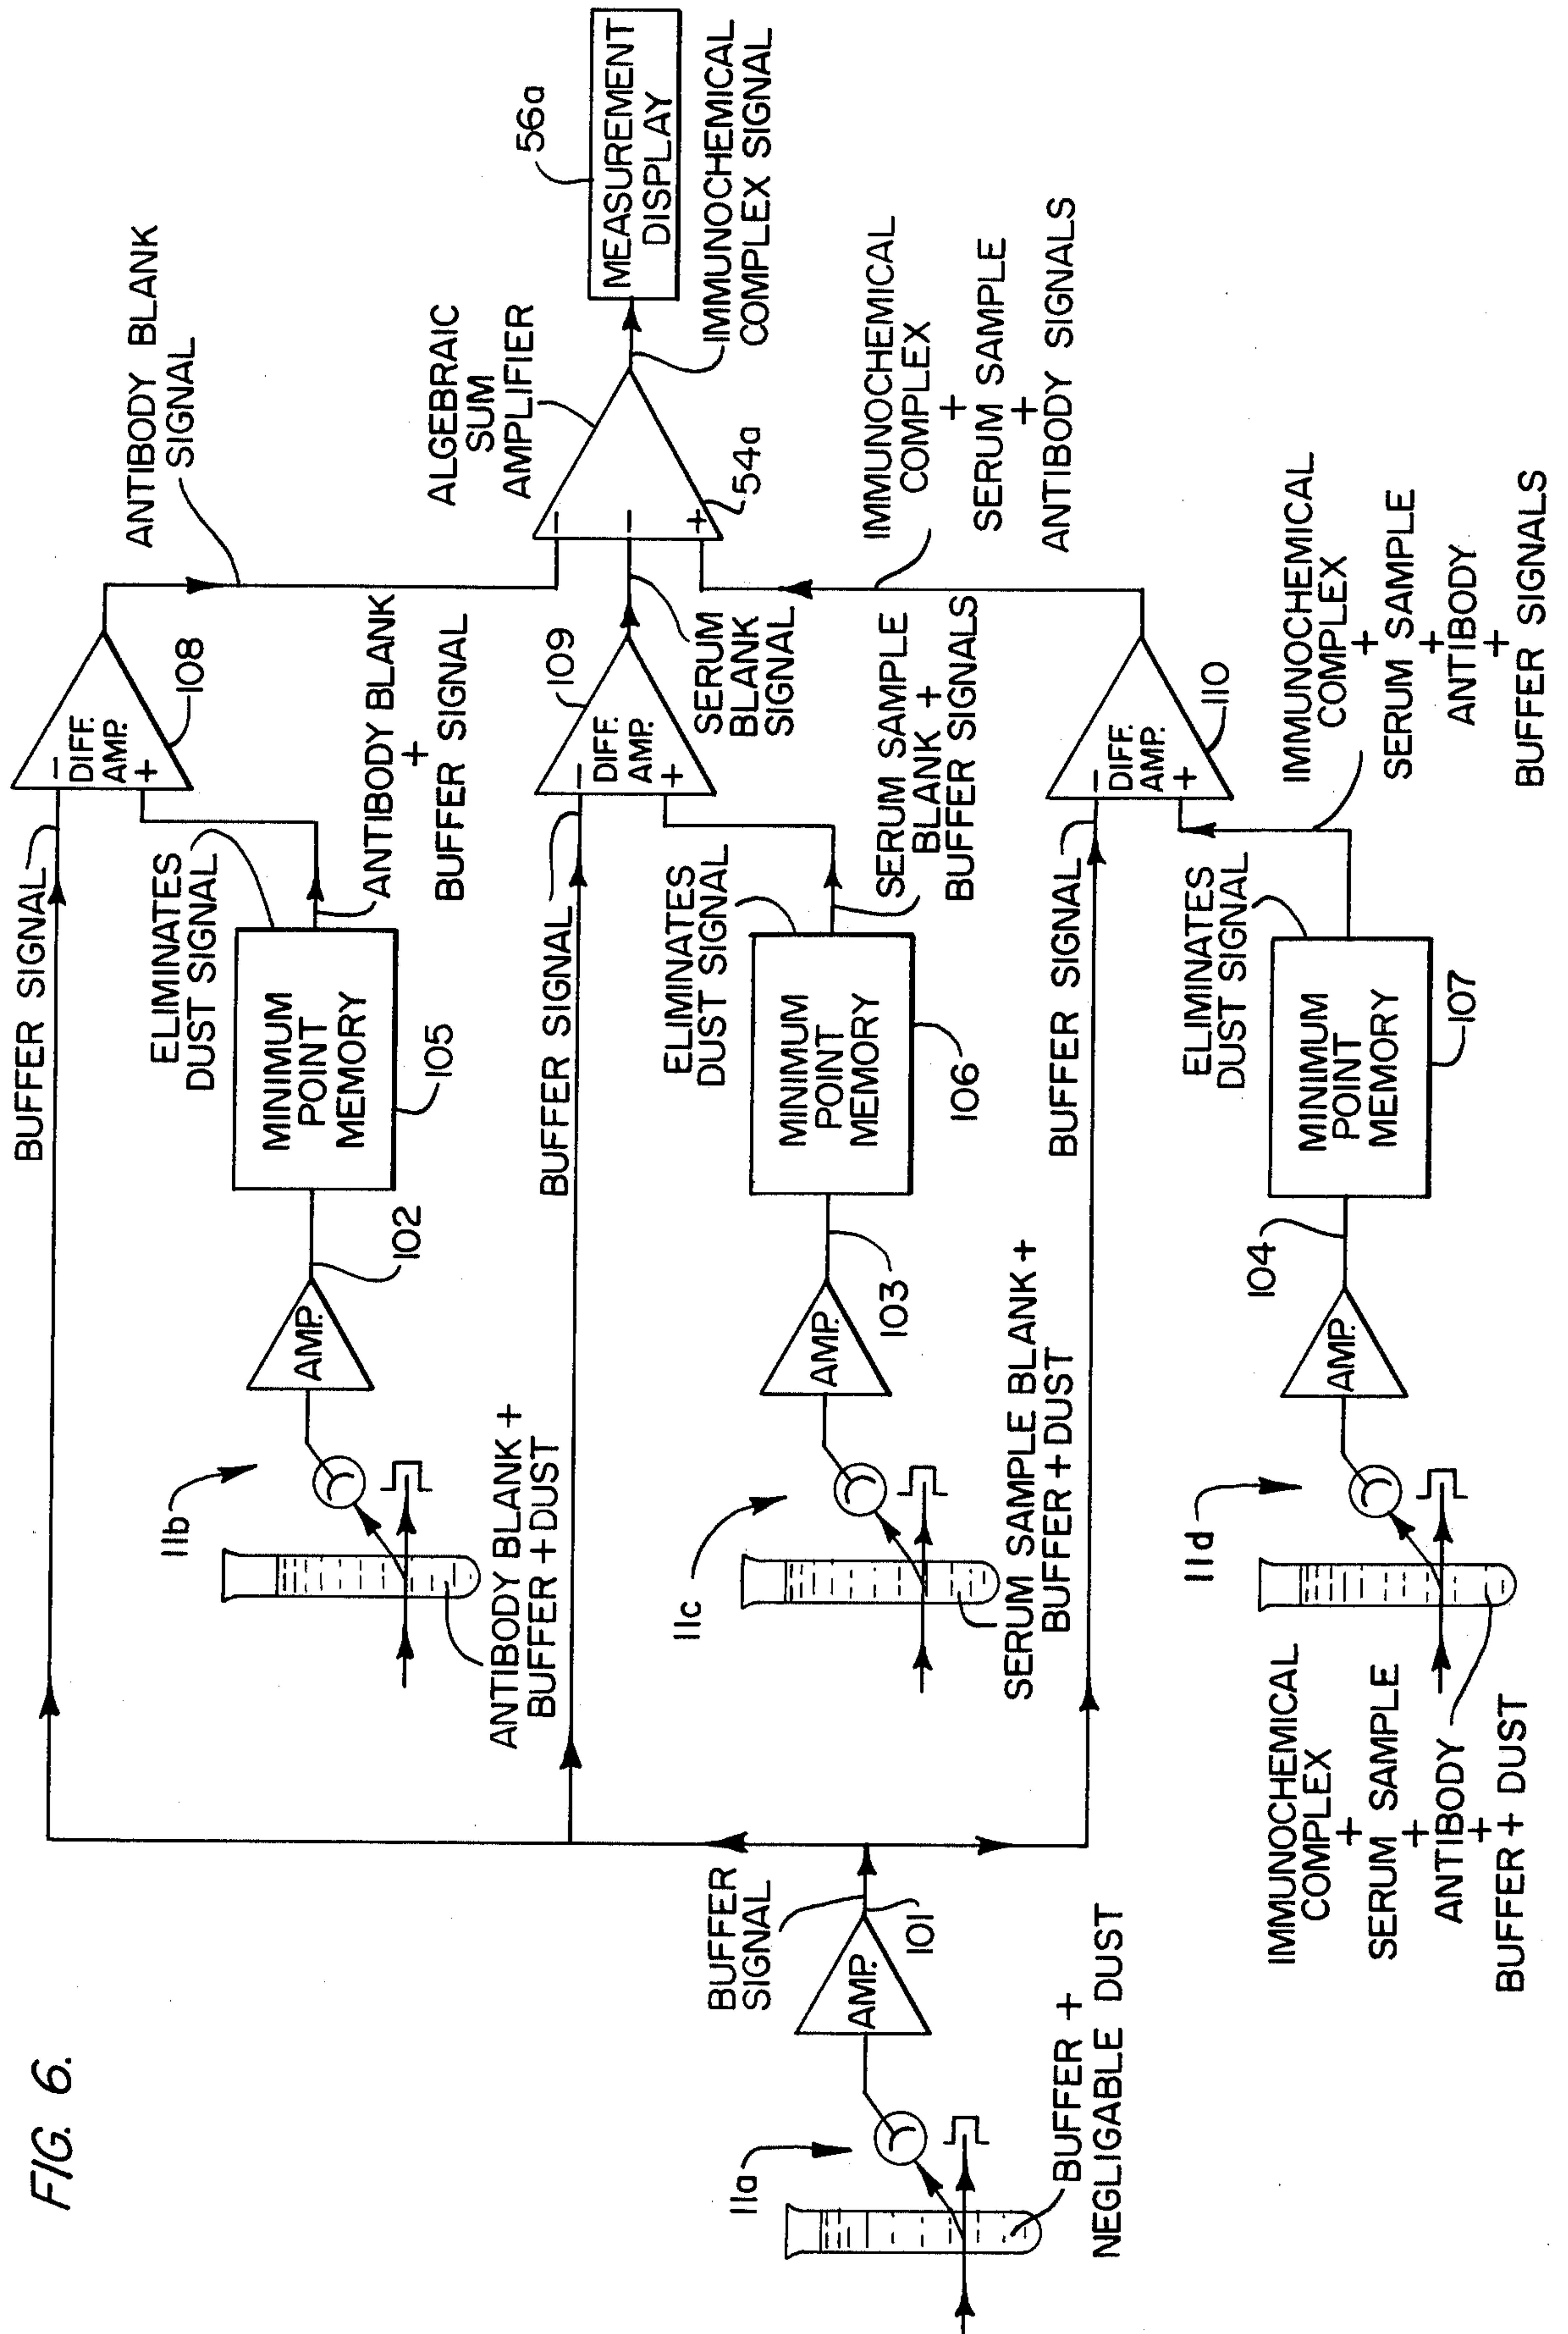 FIG. 6.
11a
BUFFER +
NEGLIGABLE DUST
AMP.
101
BUFFER
SIGNAL
BUFFER SIGNAL
11b
ANTIBODY BLANK +
BUFFER + DUST
AMP.
102
MINIMUM
POINT
MEMORY
105
ELIMINATES
DUST SIGNAL
ANTIBODY BLANK
+
BUFFER SIGNAL
-
DIFF.
AMP.
+
108
ANTIBODY BLANK
SIGNAL
BUFFER SIGNAL
11c
SERUM SAMPLE BLANK +
BUFFER + DUST
AMP.
103
MINIMUM
POINT
MEMORY
106
ELIMINATES
DUST SIGNAL
SERUM SAMPLE
BLANK +
BUFFER SIGNALS
-
DIFF.
AMP.
+
109
SERUM
BLANK
SIGNAL
BUFFER SIGNAL
11d
IMMUNOCHEMICAL
COMPLEX
+
SERUM SAMPLE
+
ANTIBODY
+
BUFFER + DUST
AMP.
104
MINIMUM
POINT
MEMORY
107
ELIMINATES
DUST SIGNAL
IMMUNOCHEMICAL
COMPLEX
+
SERUM SAMPLE
+
ANTIBODY
+
BUFFER SIGNALS
-
DIFF.
AMP.
+
110
IMMUNOCHEMICAL
COMPLEX
+
SERUM SAMPLE
+
ANTIBODY SIGNALS
ALGEBRAIC
SUM
AMPLIFIER
-
-
+
54a
IMMUNOCHEMICAL
COMPLEX SIGNAL
MEASUREMENT
DISPLAY
56a